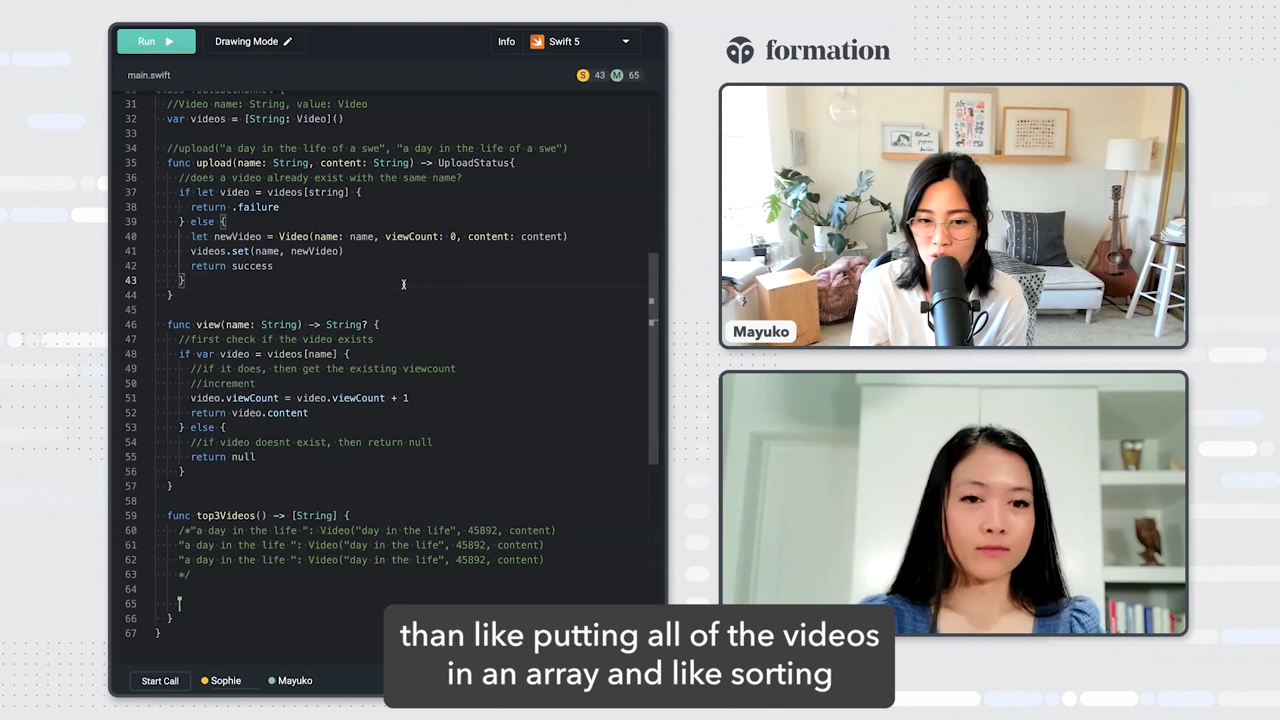 Run
Drawing Mode
Info
Swift 5
main.swift
S 43 M 65
31 //Video name: String, value: Video
32 var videos = [String: Video]()
33
34 //upload("a day in the life of a swe", "a day in the life of a swe")
35 func upload(name: String, content: String) -> UploadStatus{
36 //does a video already exist with the same name?
37 if let video = videos[string] {
38 return .failure
39 } else {
40 let newVideo = Video(name: name, viewCount: 0, content: content)
41 videos.set(name, newVideo)
42 return success
43 }
44 }
45
46 func view(name: String) -> String? {
47 //first check if the video exists
48 if var video = videos[name] {
49 //if it does, then get the existing viewcount
50 //increment
51 video.viewCount = video.viewCount + 1
52 return video.content
53 } else {
54 //if video doesnt exist, then return null
55 return null
56 }
57 }
58
59 func top3Videos() -> [String] {
60 /*"a day in the life ": Video("day in the life", 45892, content)
61 "a day in the life ": Video("day in the life", 45892, content)
62 "a day in the life ": Video("day in the life", 45892, content)
63 */
64
65
66 }
67 }
Start Call
Sophie
Mayuko
formation
Mayuko
than like putting all of the videos
in an array and like sorting